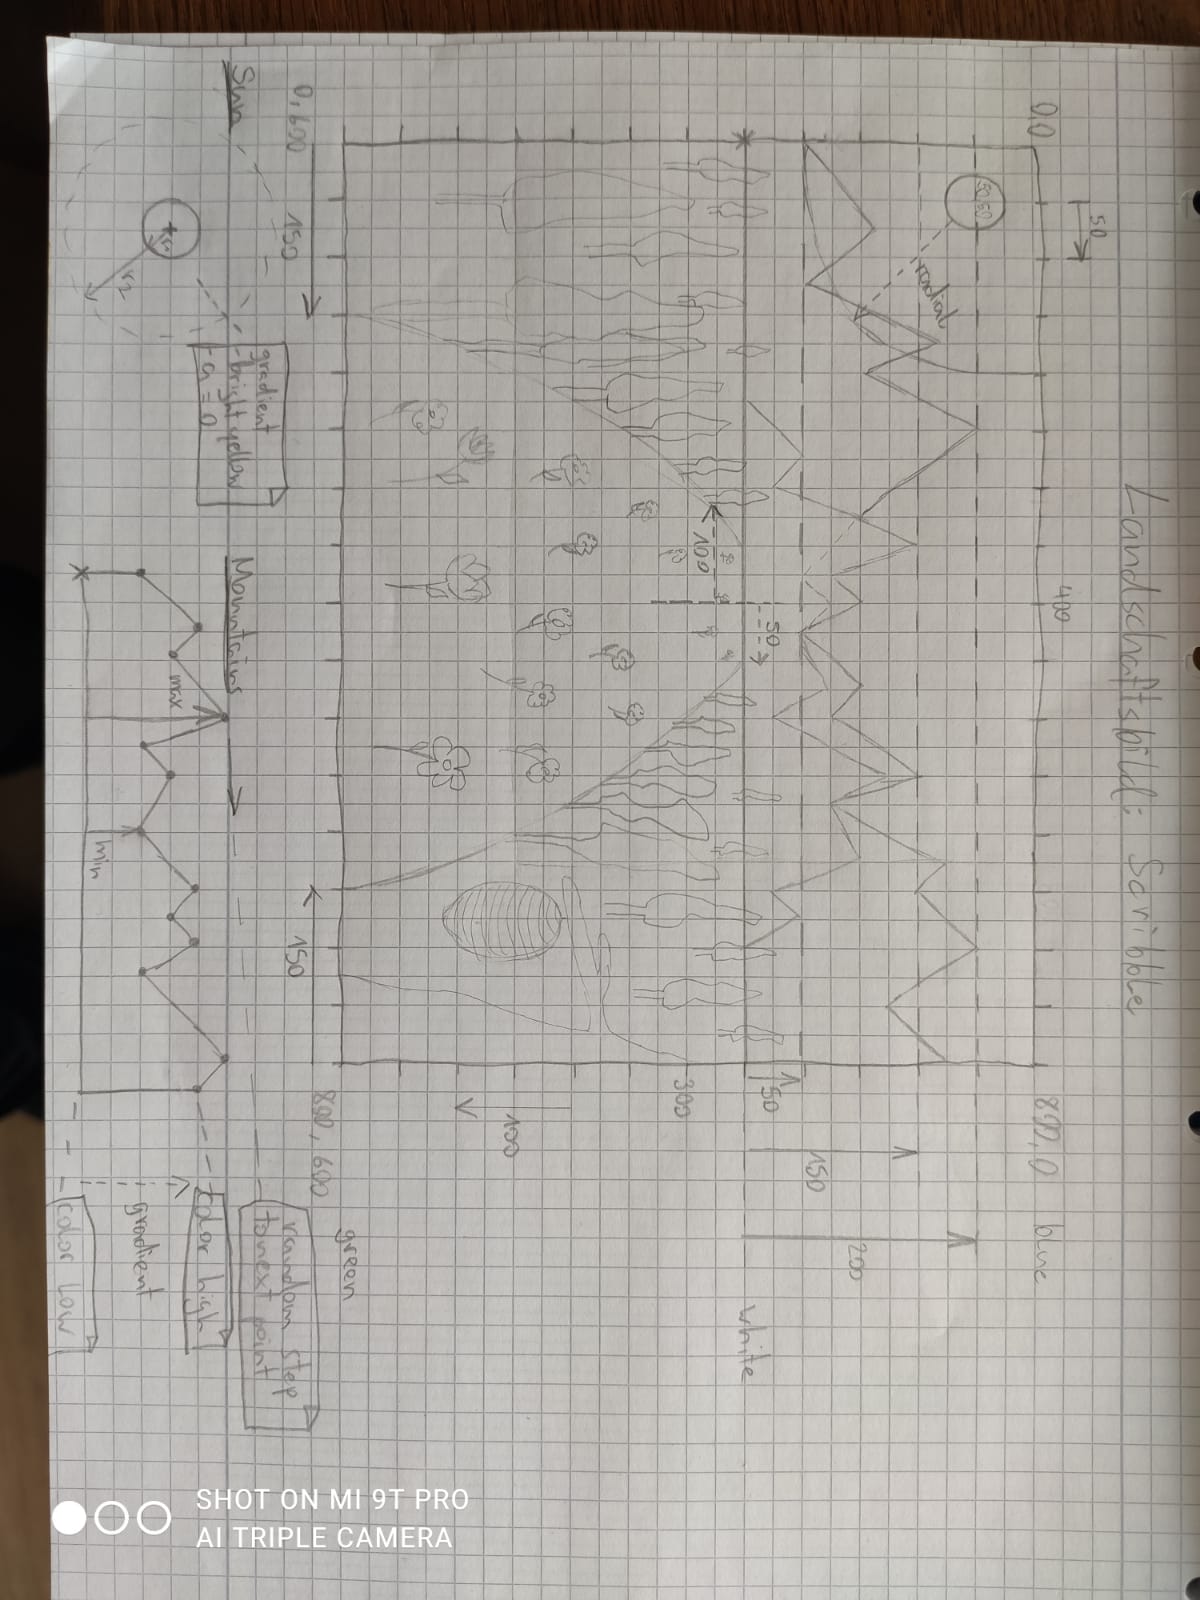 Landschaftsbild: Scribble
50
400
0,0
800,0
blue
50,50
radial
200
150
50
white
50
100
300
100
green
0,600
150
150
800, 600
Sun
r1
r2
gradient
- bright yellow
- a = 0
Mountains
max
min
random step
to next point
color high
gradient
color low
SHOT ON MI 9T PRO
AI TRIPLE CAMERA